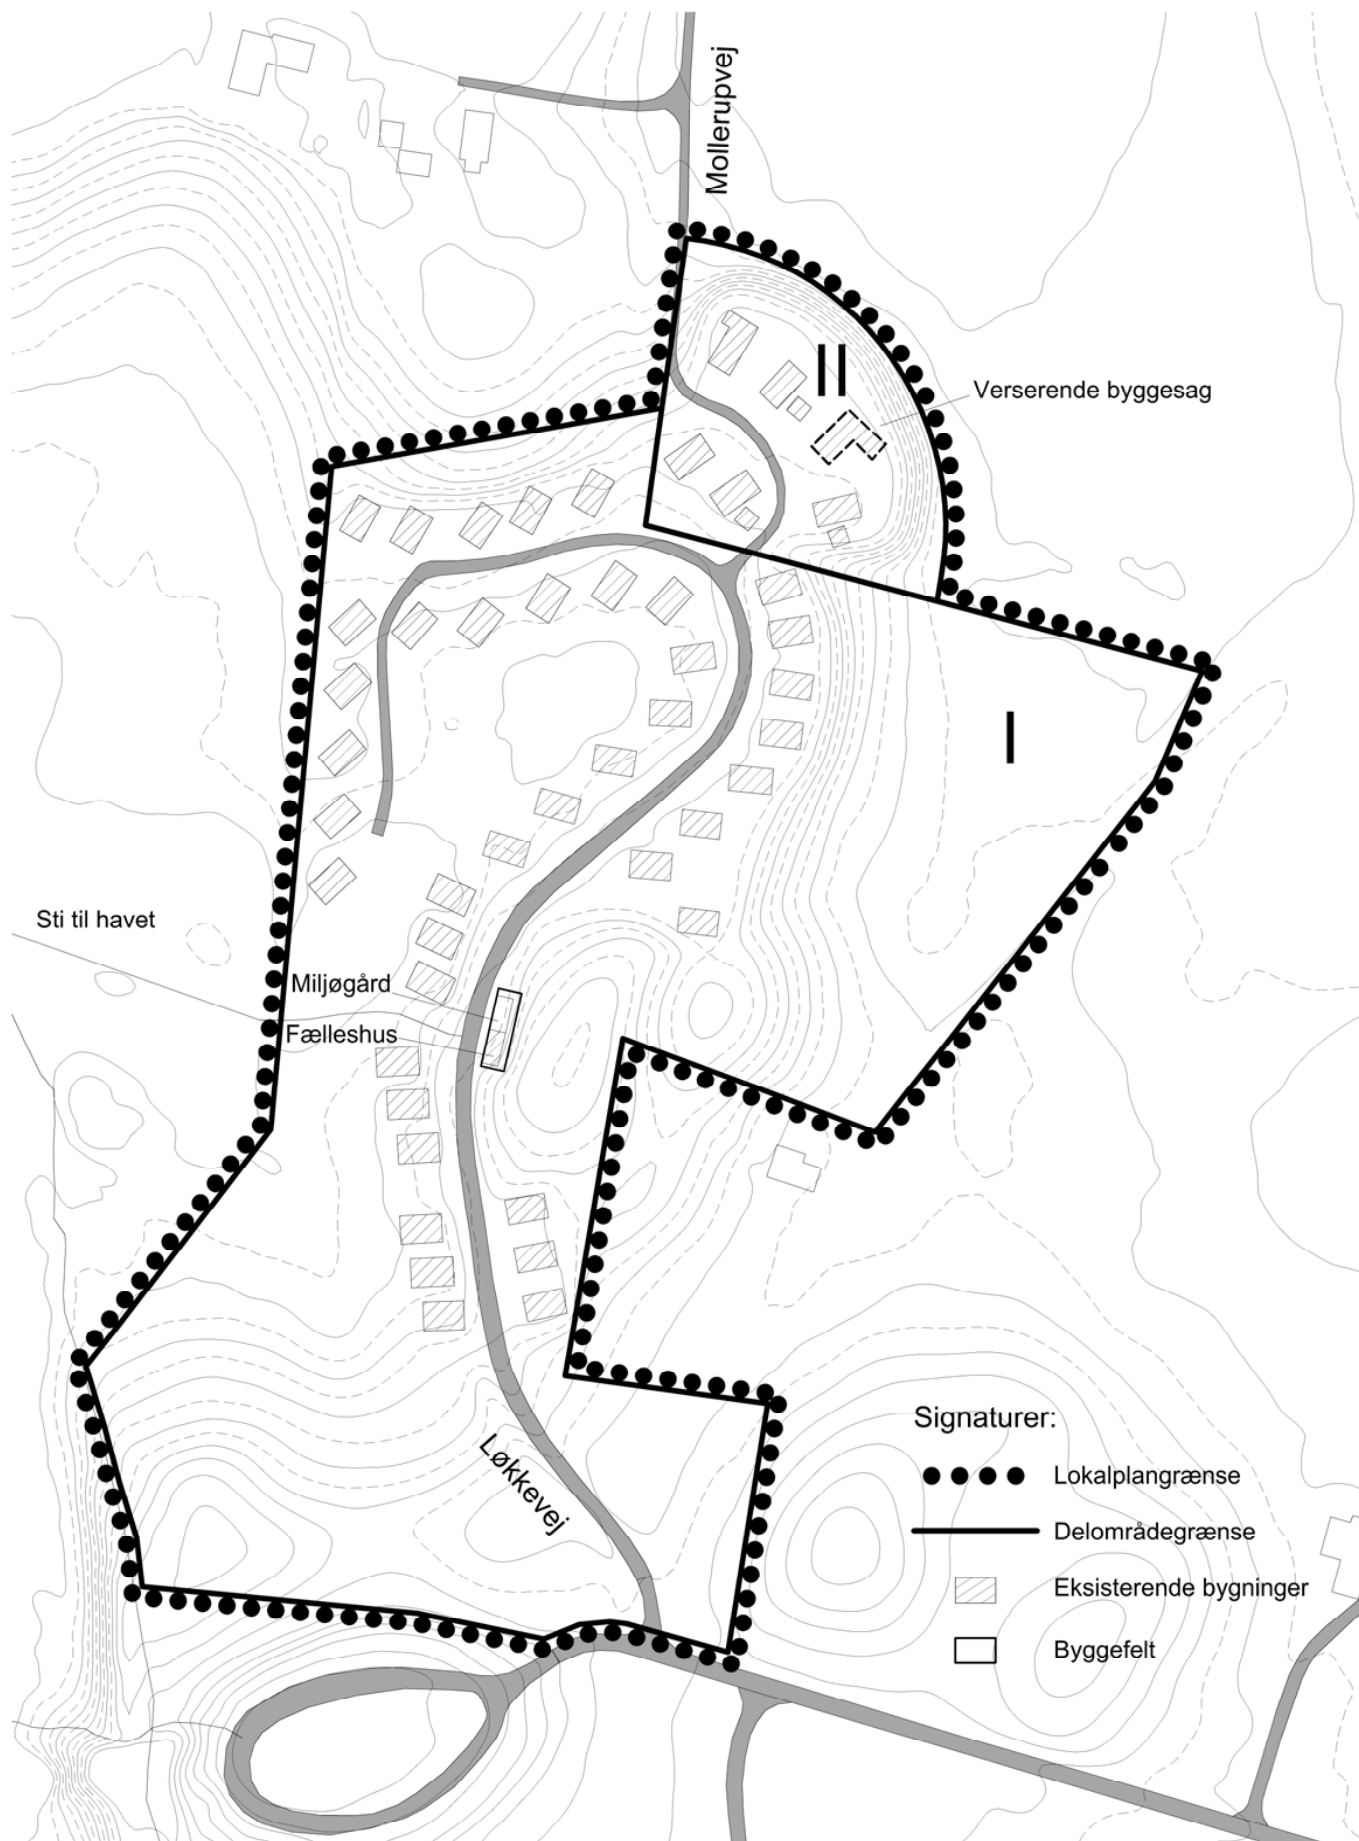 Mollerupvej
II
Verserende byggesag
I
Sti til havet
Miljøgård
Fælleshus
Løkkevej
Signaturer:
Lokalplangrænse
Delområdegrænse
Eksisterende bygninger
Byggefelt